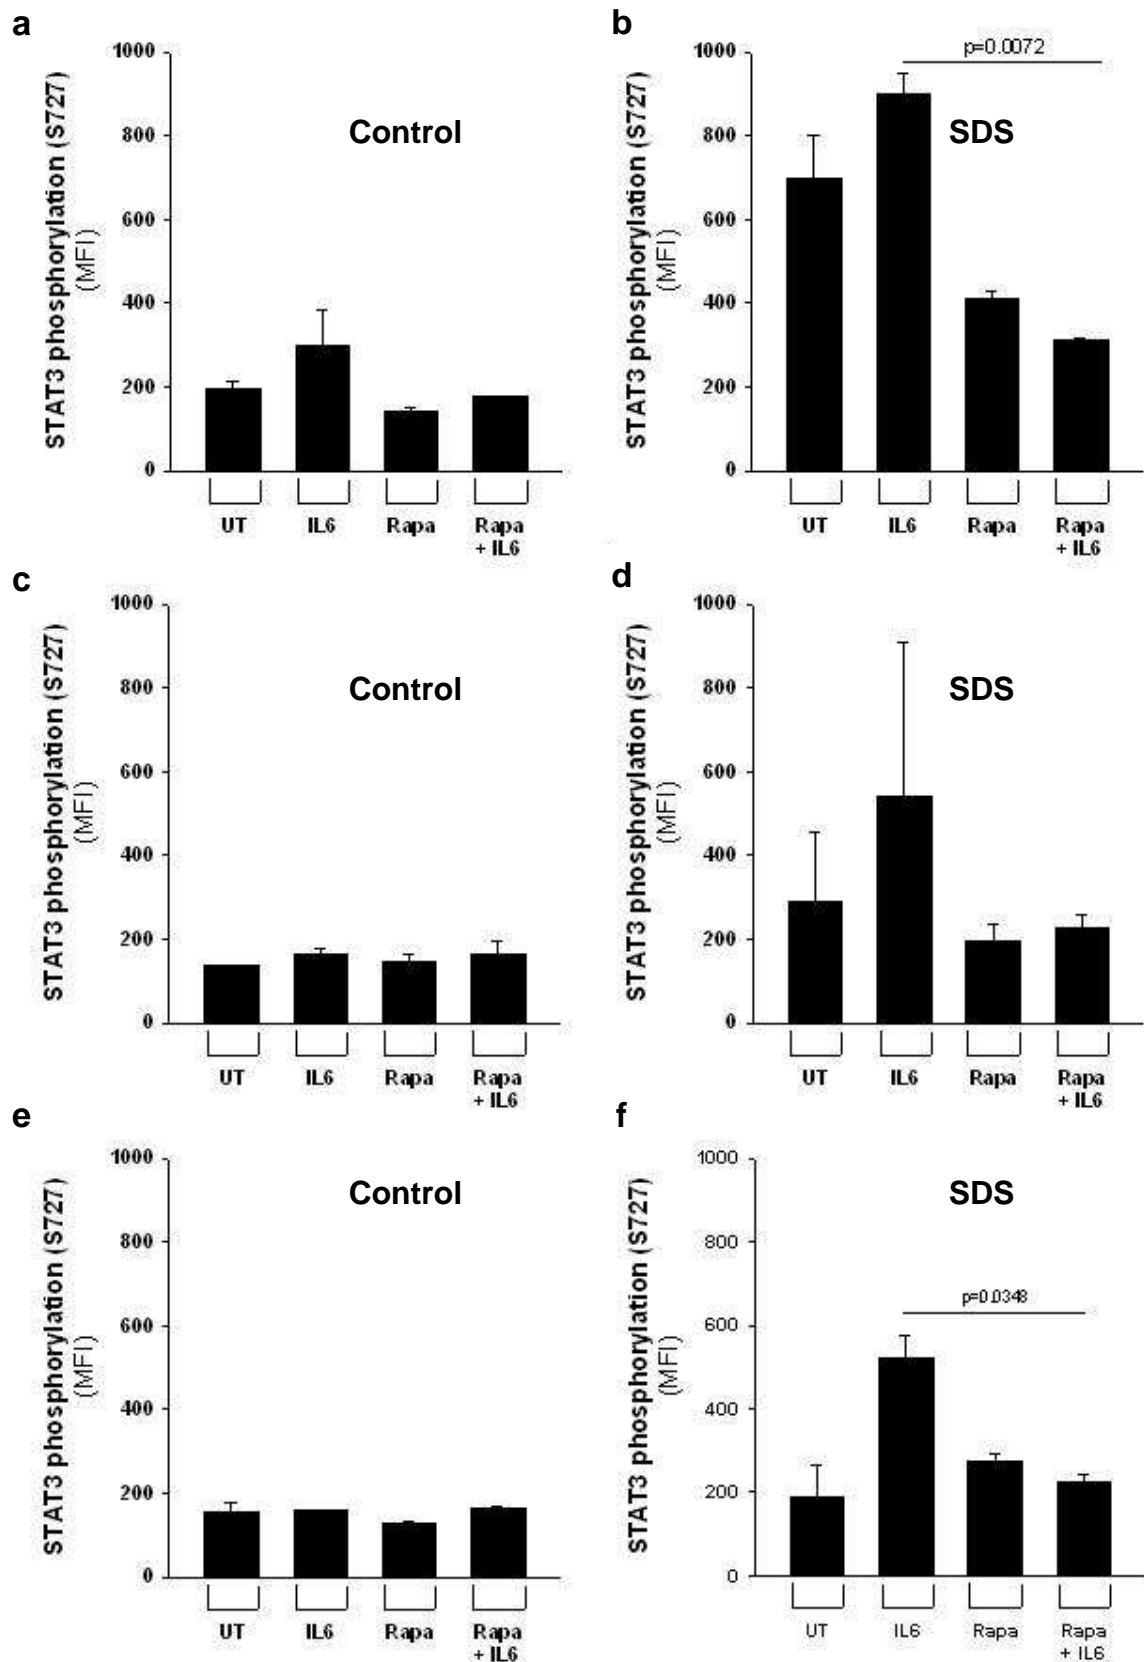 a
STAT3 phosphorylation (S727)
(MFI)
1000
800
600
400
200
0
Control
UT
IL6
Rapa
Rapa
+ IL6
b
STAT3 phosphorylation (S727)
(MFI)
1000
800
600
400
200
0
p=0.0072
SDS
UT
IL6
Rapa
Rapa
+ IL6
c
STAT3 phosphorylation (S727)
(MFI)
1000
800
600
400
200
0
Control
UT
IL6
Rapa
Rapa
+ IL6
d
STAT3 phosphorylation (S727)
(MFI)
1000
800
600
400
200
0
SDS
UT
IL6
Rapa
Rapa
+ IL6
e
STAT3 phosphorylation (S727)
(MFI)
1000
800
600
400
200
0
Control
UT
IL6
Rapa
Rapa
+ IL6
f
STAT3 phosphorylation (S727)
(MFI)
1000
800
600
400
200
0
SDS
p=0.0348
UT
IL6
Rapa
Rapa
+ IL6